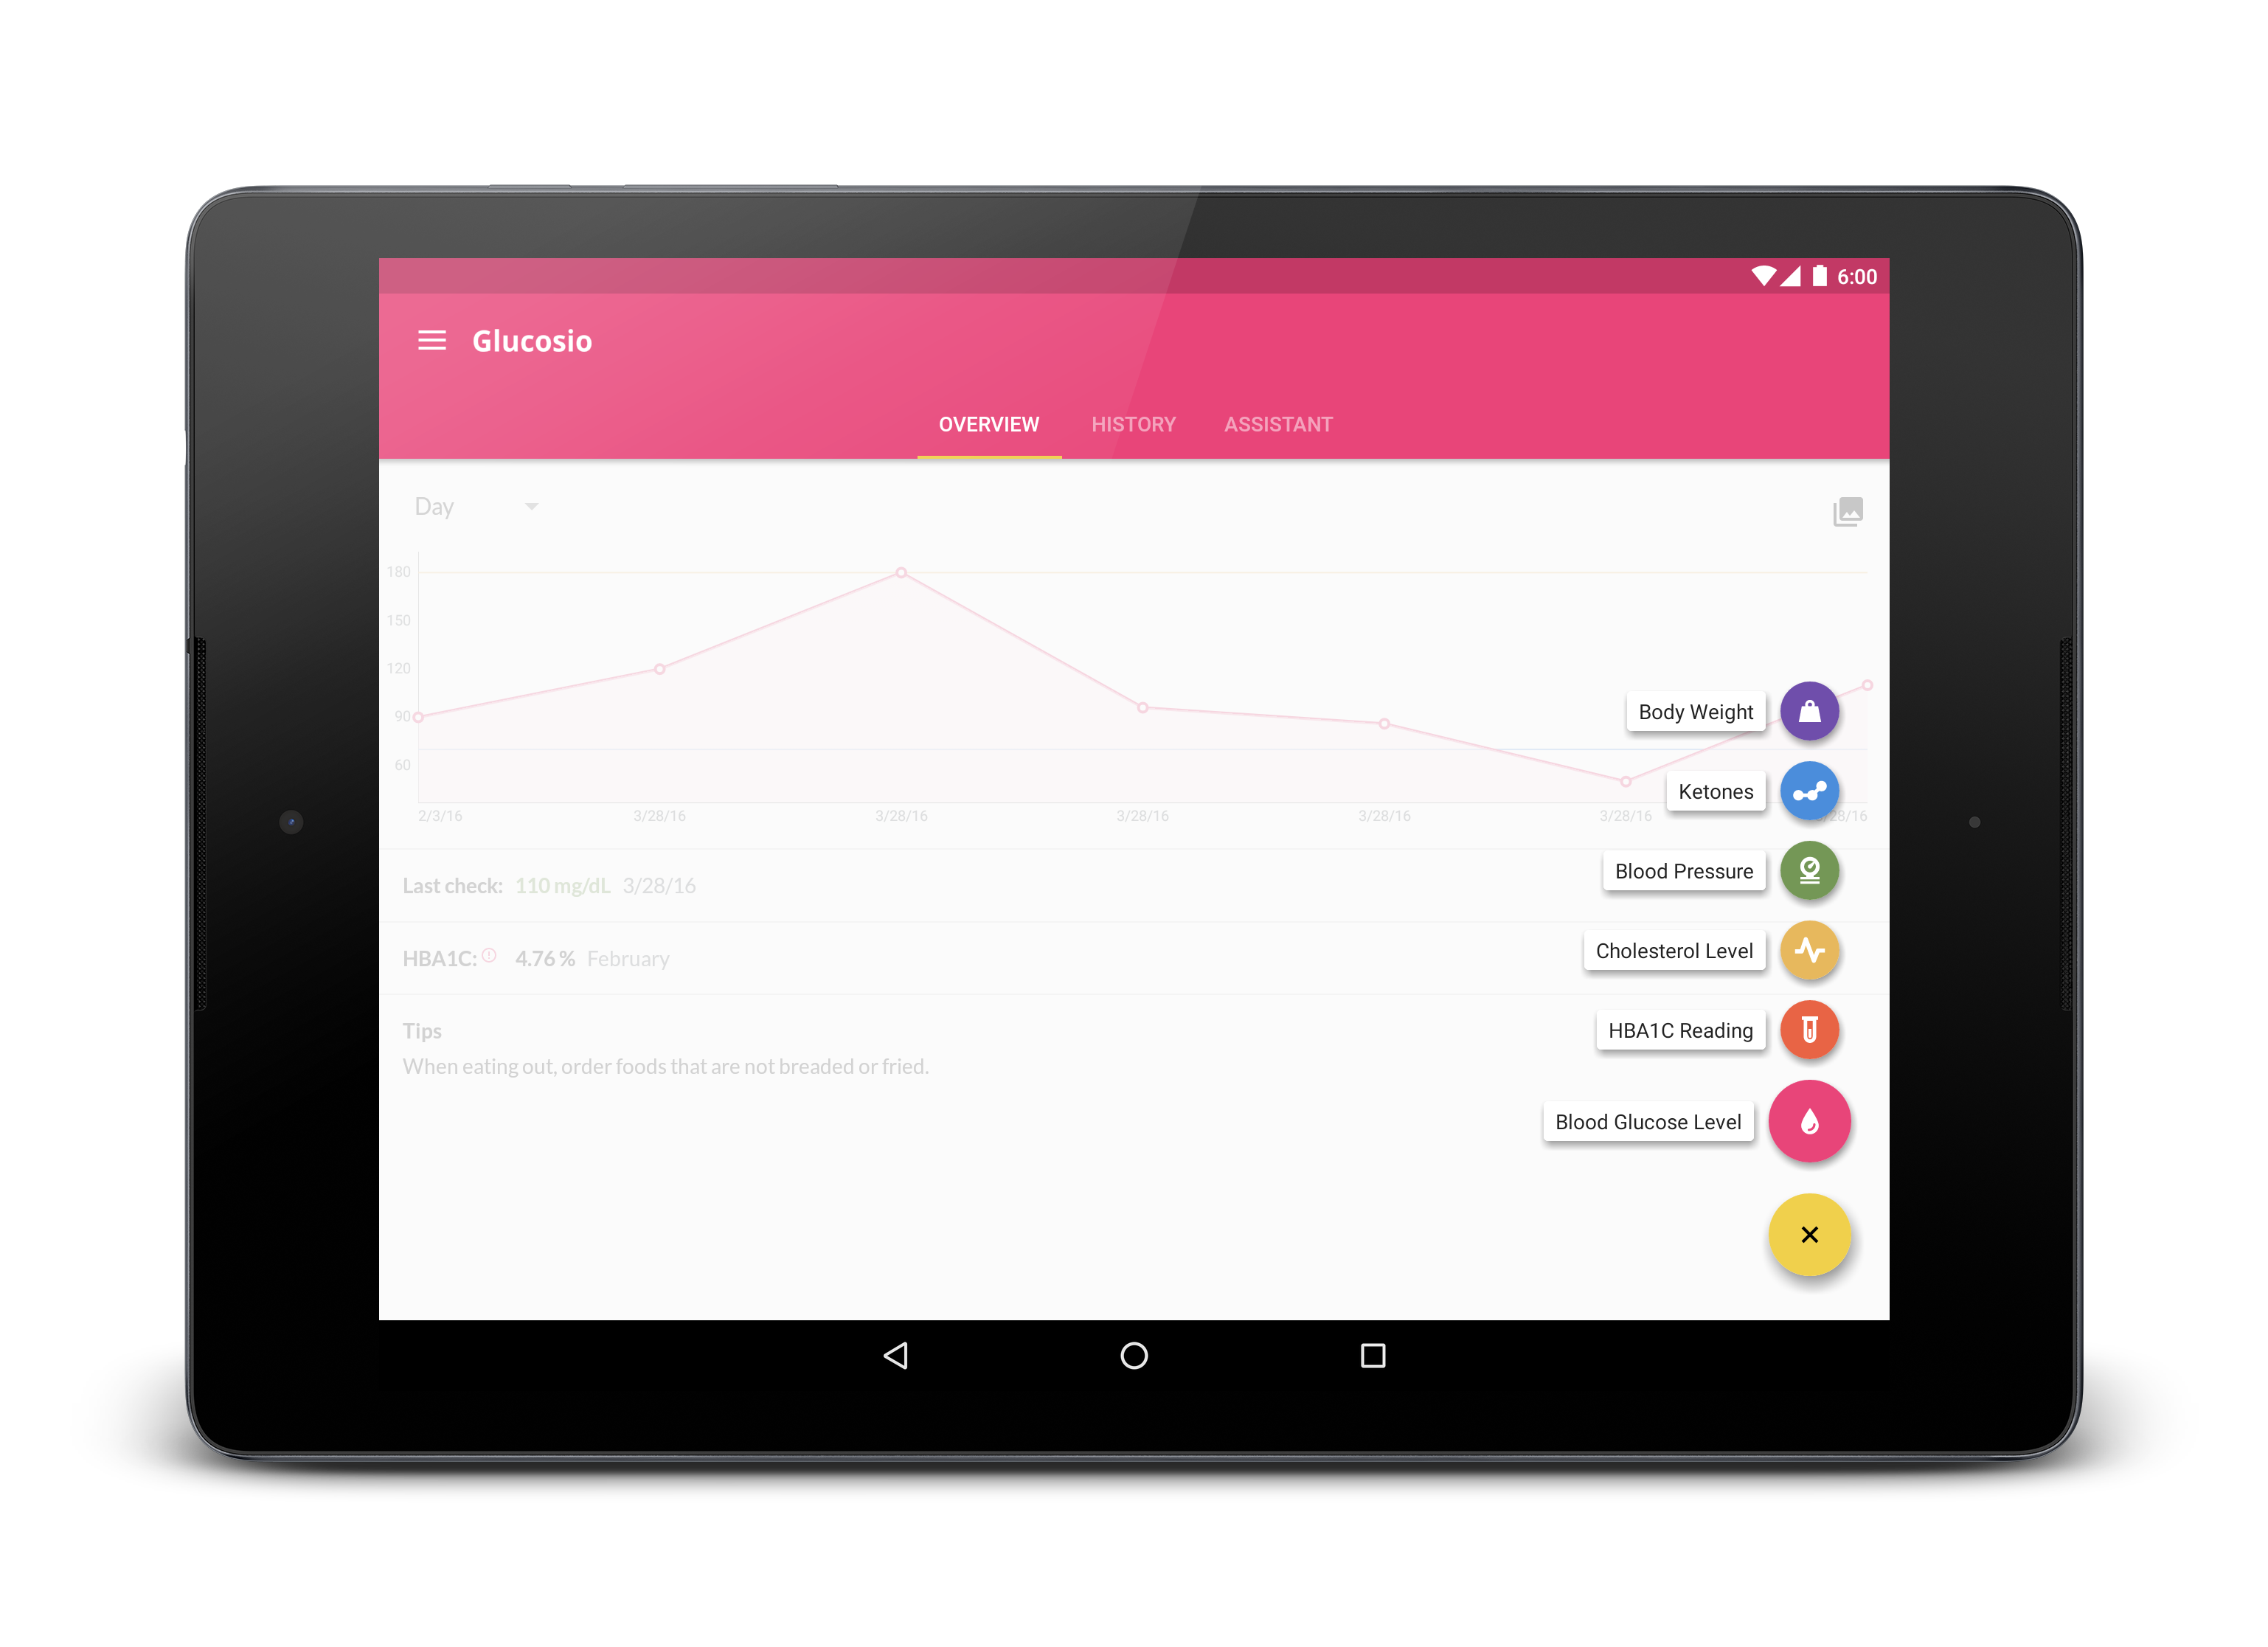 6:00
Glucosio
OVERVIEW HISTORY ASSISTANT
Day
180
150
120
90
60
2/3/16 3/28/16 3/28/16 3/28/16 3/28/16 3/28/16 /28/16
Body Weight
Ketones
Blood Pressure
Last check: 110 mg/dL 3/28/16
Cholesterol Level
HBA1C: 4.76 % February
HBA1C Reading
Tips
When eating out, order foods that are not breaded or fried.
Blood Glucose Level